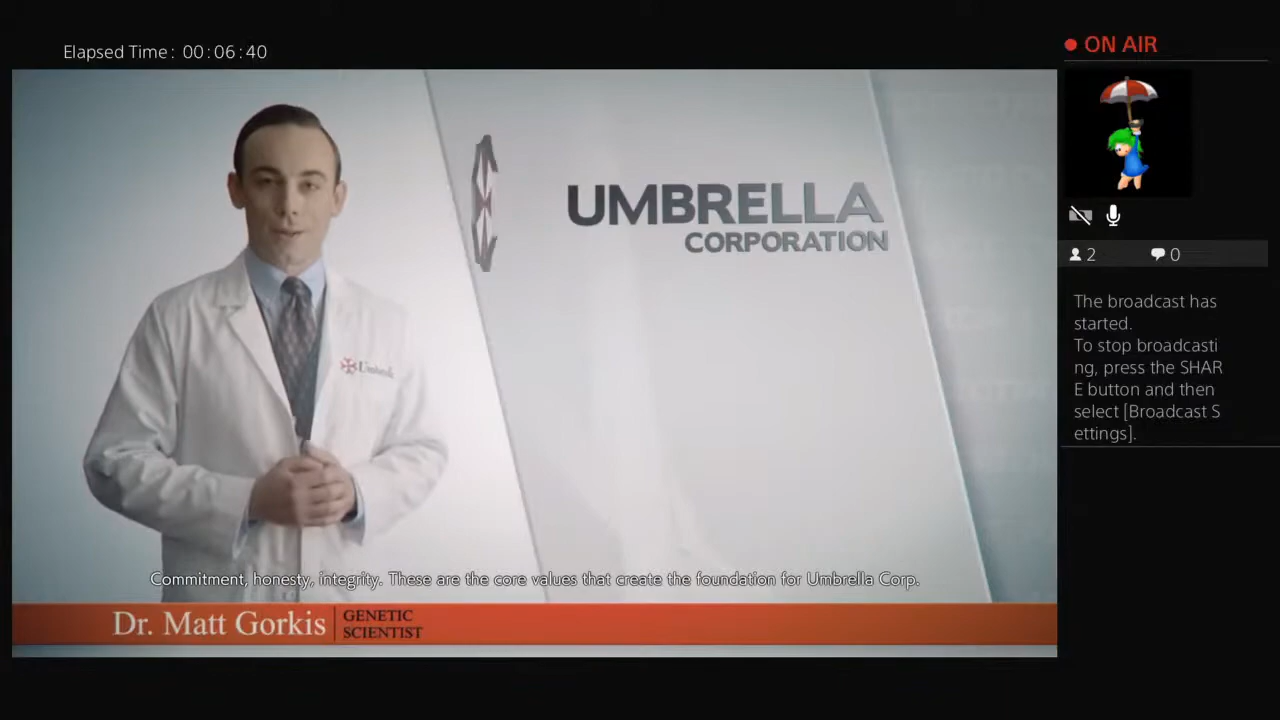 Elapsed Time: 00:06:40
ON AIR
UMBRELLA
CORPORATION
2
0
The broadcast has
started.
To stop broadcasti
ng, press the SHAR
E button and then
select [Broadcast S
ettings].
Umbrella
Commitment, honesty, integrity. These are the core values that create the foundation for Umbrella Corp.
Dr. Matt Gorkis
GENETIC
SCIENTIST